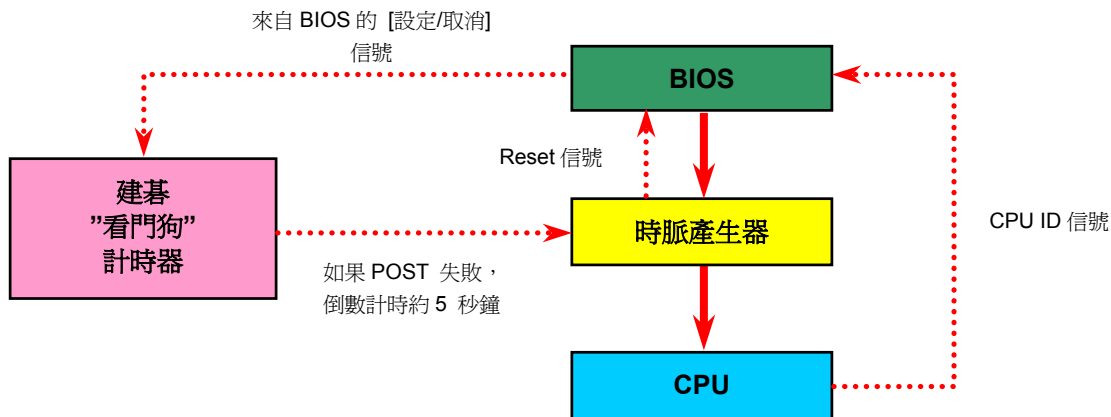 來自 BIOS 的 [設定/取消]
信號
BIOS
Reset 信號
建碁
”看門狗”
計時器
時脈產生器
CPU ID 信號
如果 POST 失敗，
倒數計時約 5 秒鐘
CPU